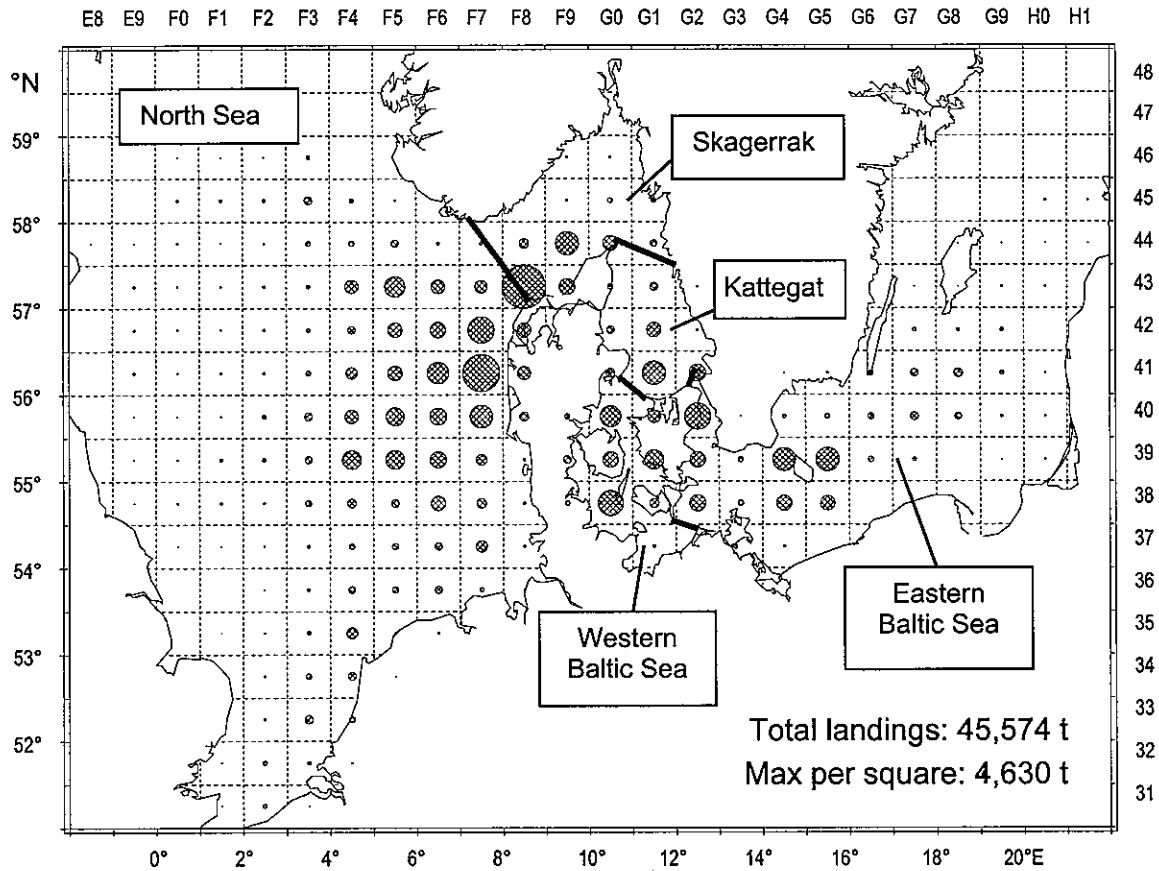 E8 E9 F0 F1 F2 F3 F4 F5 F6 F7 F8 F9 G0 G1 G2 G3 G4 G5 G6 G7 G8 G9 H0 H1
°N
48
47
North Sea
59°
46
Skagerrak
45
58°
44
57°
43
Kattegat
42
56°
41
40
55°
39
38
54°
37
36
Eastern
Baltic Sea
Western
Baltic Sea
53°
35
34
52°
33
Total landings: 45,574 t
32
Max per square: 4,630 t
31
0° 2° 4° 6° 8° 10° 12° 14° 16° 18° 20°E